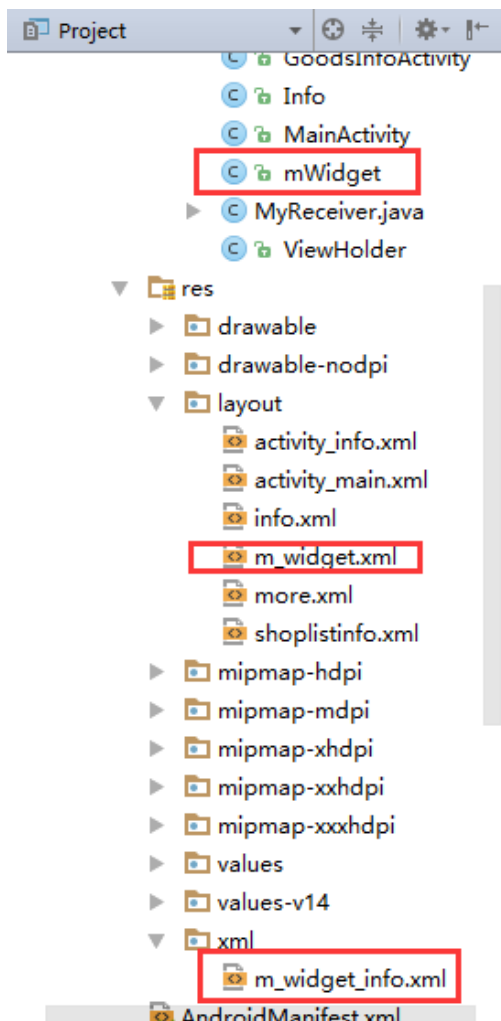 Project
GoodsInfoActivity
Info
MainActivity
mWidget
MyReceiver.java
ViewHolder
res
drawable
drawable-nodpi
layout
activity_info.xml
activity_main.xml
info.xml
m_widget.xml
more.xml
shoplistinfo.xml
mipmap-hdpi
mipmap-mdpi
mipmap-xhdpi
mipmap-xxhdpi
mipmap-xxxhdpi
values
values-v14
xml
m_widget_info.xml
AndroidManifest.xml